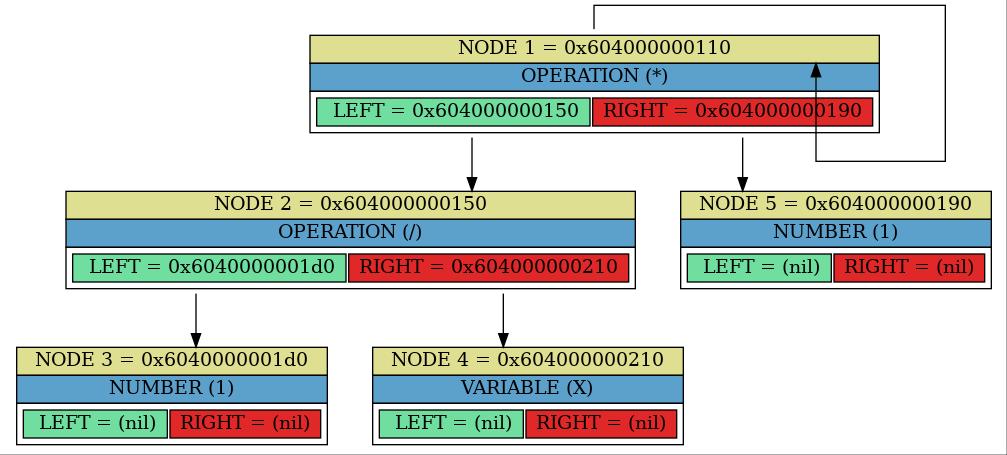 NODE 1 = 0x604000000110
OPERATION (*)
LEFT = 0x604000000150 RIGHT = 0x604000000190
NODE 2 = 0x604000000150
OPERATION (/)
LEFT = 0x6040000001d0 RIGHT = 0x604000000210
NODE 5 = 0x604000000190
NUMBER (1)
LEFT = (nil) RIGHT = (nil)
NODE 3 = 0x6040000001d0
NUMBER (1)
LEFT = (nil) RIGHT = (nil)
NODE 4 = 0x604000000210
VARIABLE (X)
LEFT = (nil) RIGHT = (nil)